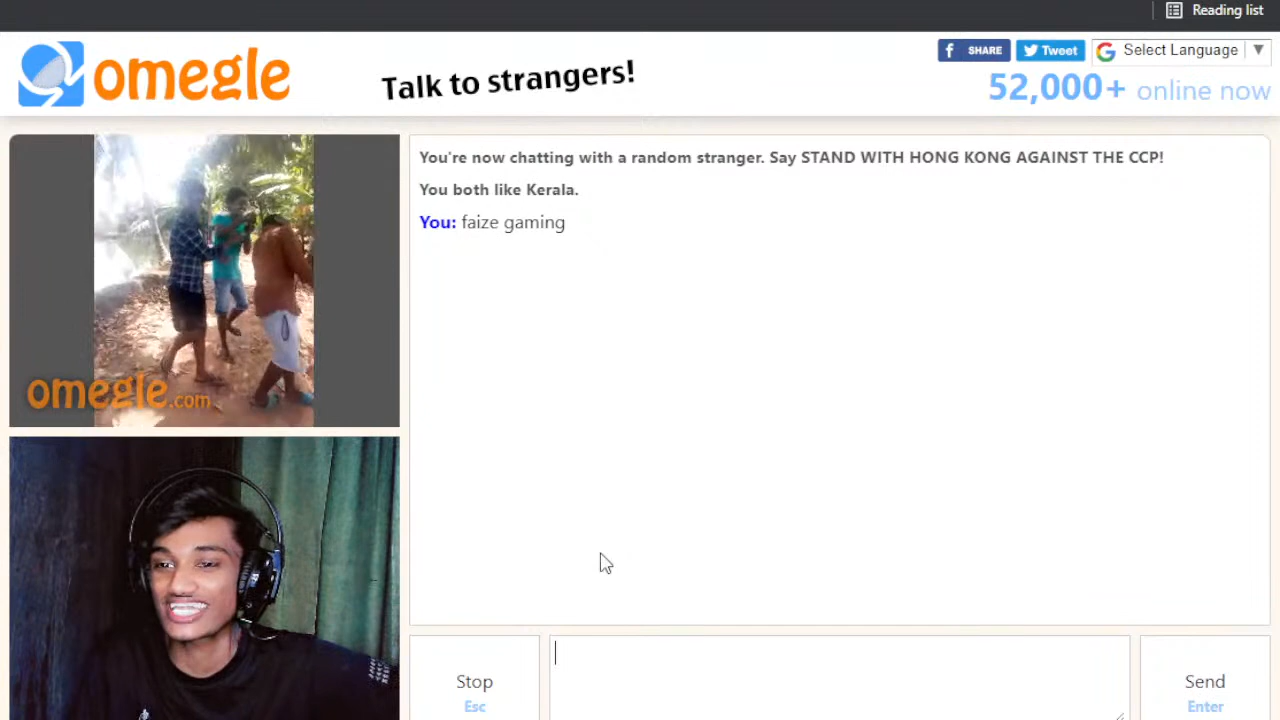 Reading list
omegle
Talk to strangers!
SHARE
Tweet
Select Language
52,000+ online now
You're now chatting with a random stranger. Say STAND WITH HONG KONG AGAINST THE CCP!
You both like Kerala.
You: faize gaming
omegle.com
Stop
Esc
Send
Enter